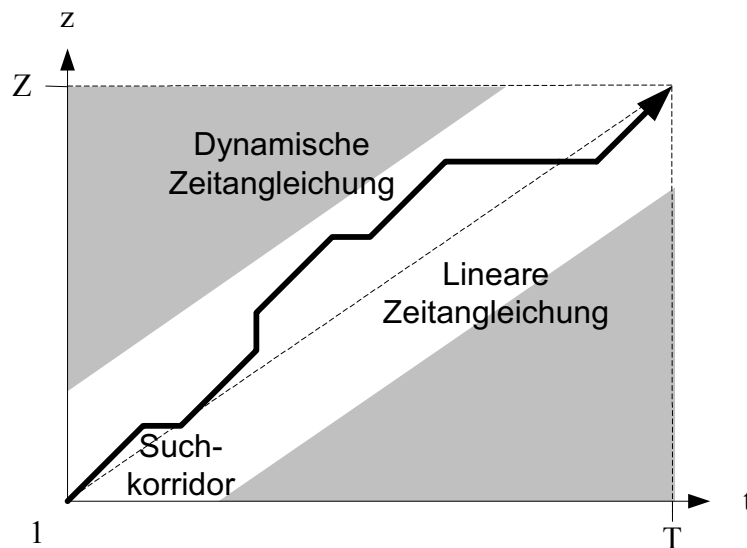 z
Z
Dynamische
Zeitangleichung
Lineare
Zeitangleichung
Such-
korridor
1
T
t